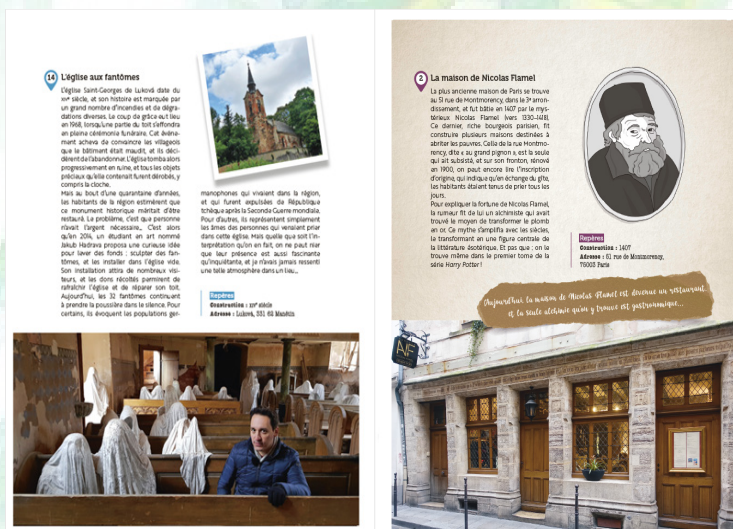 14 L'église aux fantômes
L'église Saint-Georges de Luková date du
XIVe siècle, et son histoire est marquée par
un grand nombre d'incendies et de dégra-
dations diverses. Le coup de grâce eut lieu
en 1968, lorsqu'une partie du toit s'effondra
en pleine cérémonie funéraire. Cet événe-
ment acheva de convaincre les villageois
que le bâtiment était maudit, et ils déci-
dèrent de l'abandonner. L'église tomba alors
progressivement en ruine, et tous les objets
précieux qu'elle contenait furent dérobés, y
compris la cloche.
Mais au bout d'une quarantaine d'années,
les habitants de la région estimèrent que
ce monument historique méritait d'être
restauré. Le problème, c'est que personne
n'avait l'argent nécessaire... C'est alors
qu'en 2014, un étudiant en art nommé
Jakub Hadrava proposa une curieuse idée
pour lever des fonds : sculpter des fan-
tômes, et les installer dans l'église vide.
Son installation attira de nombreux visi-
teurs, et les dons récoltés permirent de
rafraîchir l'église et de réparer son toit.
Aujourd'hui, les 32 fantômes continuent
à prendre la poussière dans le silence. Pour
certains, ils évoquent les populations ger-
manophones qui vivaient dans la région,
et qui furent expulsées de République
tchèque après la Seconde Guerre mondiale.
Pour d'autres, ils représentent simplement
les âmes des personnes qui venaient prier
dans cette église. Mais quelle que soit l'in-
terprétation qu'on en fait, on ne peut nier
que leur présence est aussi fascinante
qu'inquiétante, et je n'avais jamais ressenti
une telle atmosphère dans un lieu...
Repères
Construction : XIVe siècle
Adresse : Luková, 331 62 Manětín
2 La maison de Nicolas Flamel
La plus ancienne maison de Paris se trouve
au 51 rue de Montmorency, dans le 3e arron-
dissement, et fut bâtie en 1407 par le mys-
térieux Nicolas Flamel (vers 1330-1418).
Ce dernier, riche bourgeois parisien, fit
construire plusieurs maisons destinées à
abriter les pauvres. Celle de la rue Montmo-
rency, dite « au grand pignon », est la seule
qui ait subsisté, et sur son fronton, rénové
en 1900, on peut encore lire l'inscription
d'origine, qui indique qu'en échange du gîte,
les habitants étaient tenus de prier tous les
jours.
Pour expliquer la fortune de Nicolas Flamel,
la rumeur fit de lui un alchimiste qui avait
trouvé le moyen de transformer le plomb
en or. Ce mythe s'amplifia avec les siècles,
le transformant en une figure centrale de
la littérature ésotérique. Et pas que : on le
trouve même dans le premier tome de la
série Harry Potter !
Repères
Construction : 1407
Adresse : 51 rue de Montmorency,
75003 Paris
Aujourd'hui, la maison de Nicolas Flamel est devenue un restaurant,
et la seule alchimie qu'on y trouve est gastronomique...